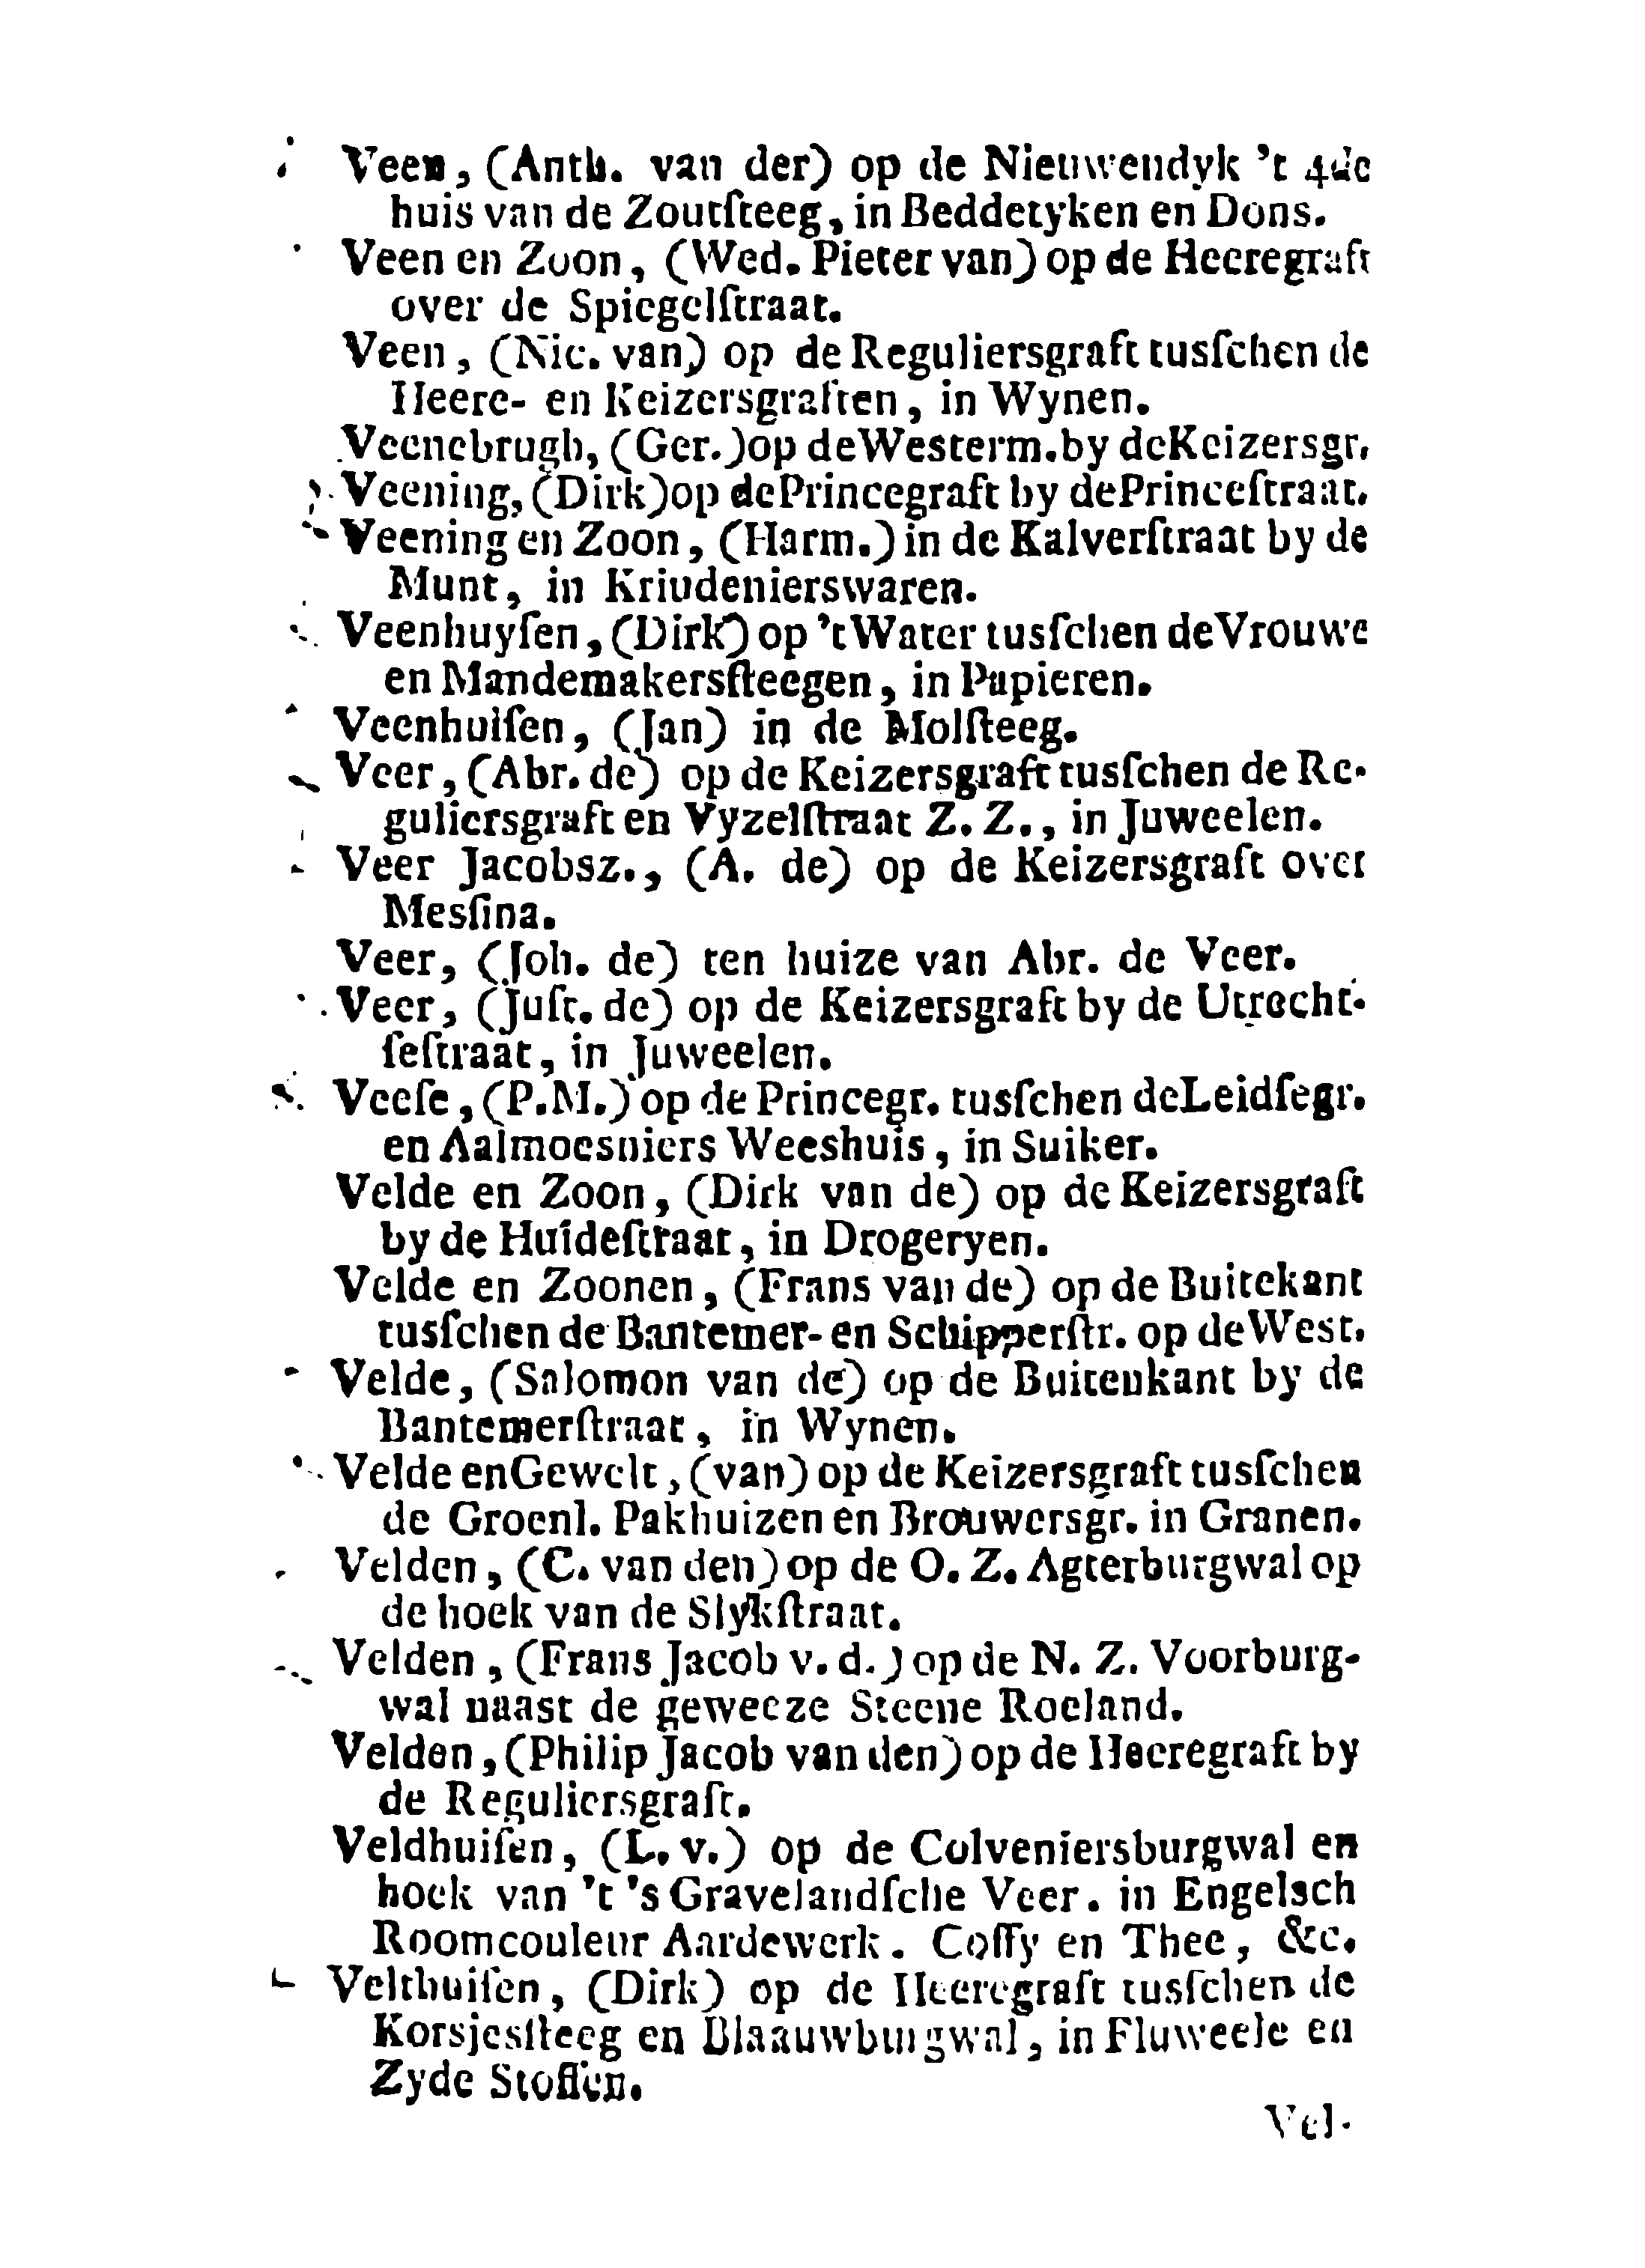 Veen, (Anth. van der) op de Nieuwendyk 't 4de
huis van de Zoutſteeg, in Beddetyken en Dons.
Veen en Zoon, (Wed. Pieter van) op de Heeregraft
over de Spiegelſtraat.
Veen, (Nic. van) op de Reguliersgraft tusſchen de
Heere- en Keizersgraften, in Wynen.
Veenebrugh, (Ger.) op de Westerm. by de Keizersgr.
Veening, (Dirk) op de Princegraft by de Princeſtraat.
Veening en Zoon, (Harm.) in de Kalverſtraat by de
Munt, in Kriudenierswaren.
Veenhuyſen, (Dirk) op 't Water tusſchen de Vrouwe
en Mandemakersſteegen, in Papieren.
Veenhuiſen, (Jan) in de Molſteeg.
Veer, (Abr. de) op de Keizersgraft tusſchen de Re-
guliersgraft en Vyzelſtraat Z. Z., in Juweelen.
Veer Jacobsz., (A. de) op de Keizersgraft over
Mesſina.
Veer, (Joh. de) ten huize van Abr. de Veer.
Veer, (Juſt. de) op de Keizersgraft by de Utrecht-
ſeſtraat, in Juweelen.
Veeſe, (P.M.) op de Princegr. tusſchen de Leidſegr.
en Aalmoesniers Weeshuis, in Suiker.
Velde en Zoon, (Dirk van de) op de Keizersgraft
by de Huideſtraat, in Drogeryen.
Velde en Zoonen, (Frans van de) op de Buitekant
tusſchen de Bantemer- en Schipperſtr. op de West.
Velde, (Salomon van de) op de Buitenkant by de
Bantemerſtraat, in Wynen.
Velde en Gewelt, (van) op de Keizersgraft tusſchen
de Groenl. Pakhuizen en Brouwersgr. in Granen.
Velden, (C. van den) op de O. Z. Agterburgwal op
de hoek van de Slykſtraat.
Velden, (Frans Jacob v. d.) op de N. Z. Voorburg-
wal naast de geweeze Steene Roeland.
Velden, (Philip Jacob van den) op de Heeregraft by
de Reguliersgraft.
Veldhuiſen, (L. v.) op de Colveniersburgwal en
hoek van 't 's Gravelandſche Veer. in Engelsch
Roomcouleur Aardewerk. Coffy en Thee, &c.
Velthuiſen, (Dirk) op de Heeregraft tusſchen de
Korsjesſteeg en Blaauwburgwal, in Fluweele en
Zyde Stoffen.
Vel-